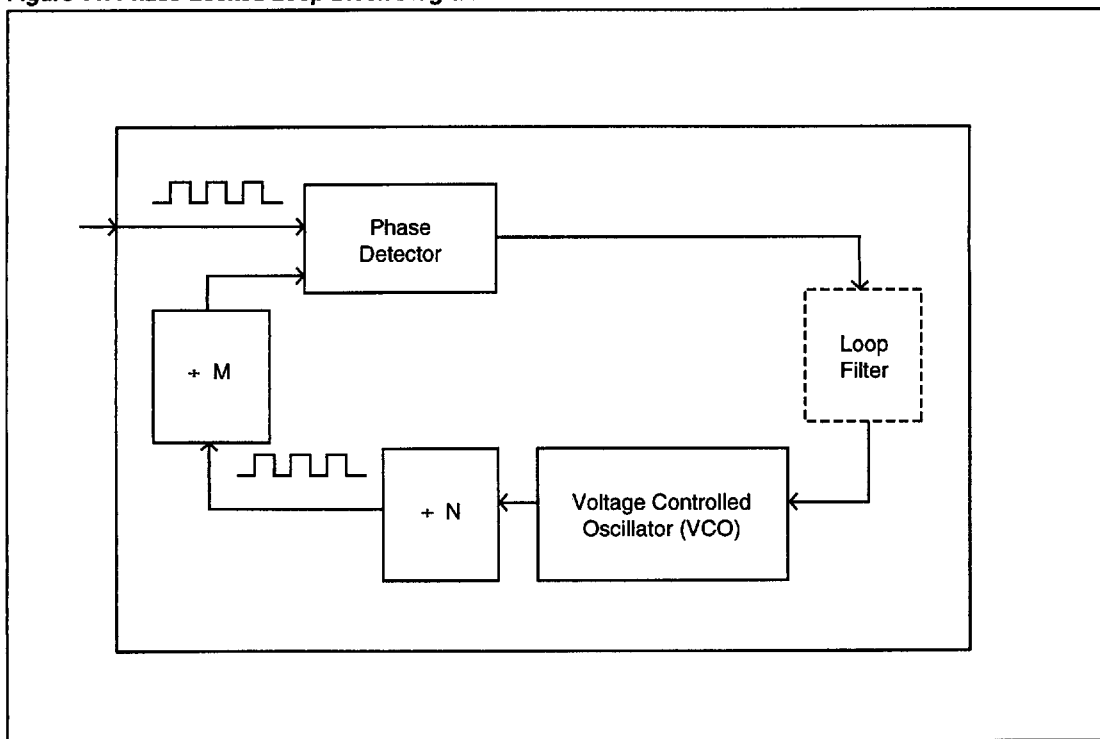 Phase
Detector
Loop
Filter
÷ M
÷ N
Voltage Controlled
Oscillator (VCO)